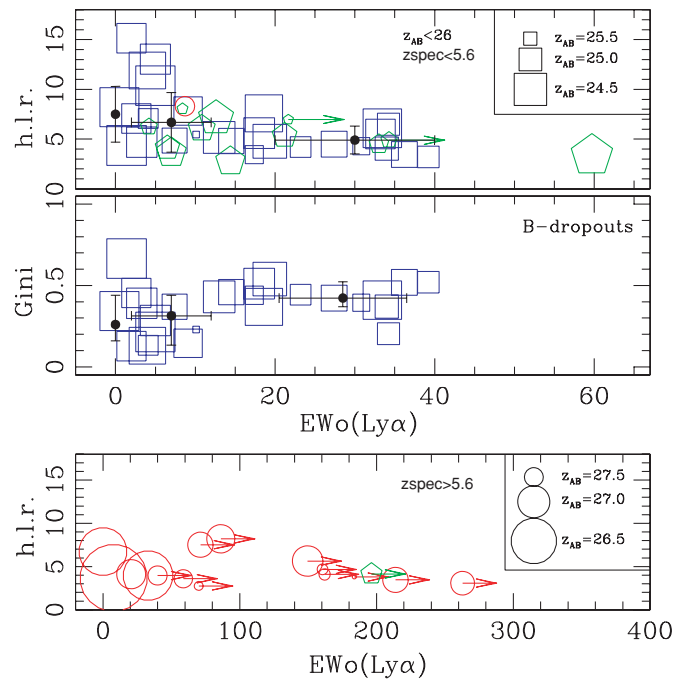 15
10
5
0
h.l.r.
z_AB<26
zspec<5.6
z_AB=25.5
z_AB=25.0
z_AB=24.5
1
0.5
0
Gini
B-dropouts
0 20 40 60
EWo(Lyα)
15
10
5
0
h.l.r.
zspec>5.6
z_AB=27.5
z_AB=27.0
z_AB=26.5
0 100 200 300 400
EWo(Lyα)